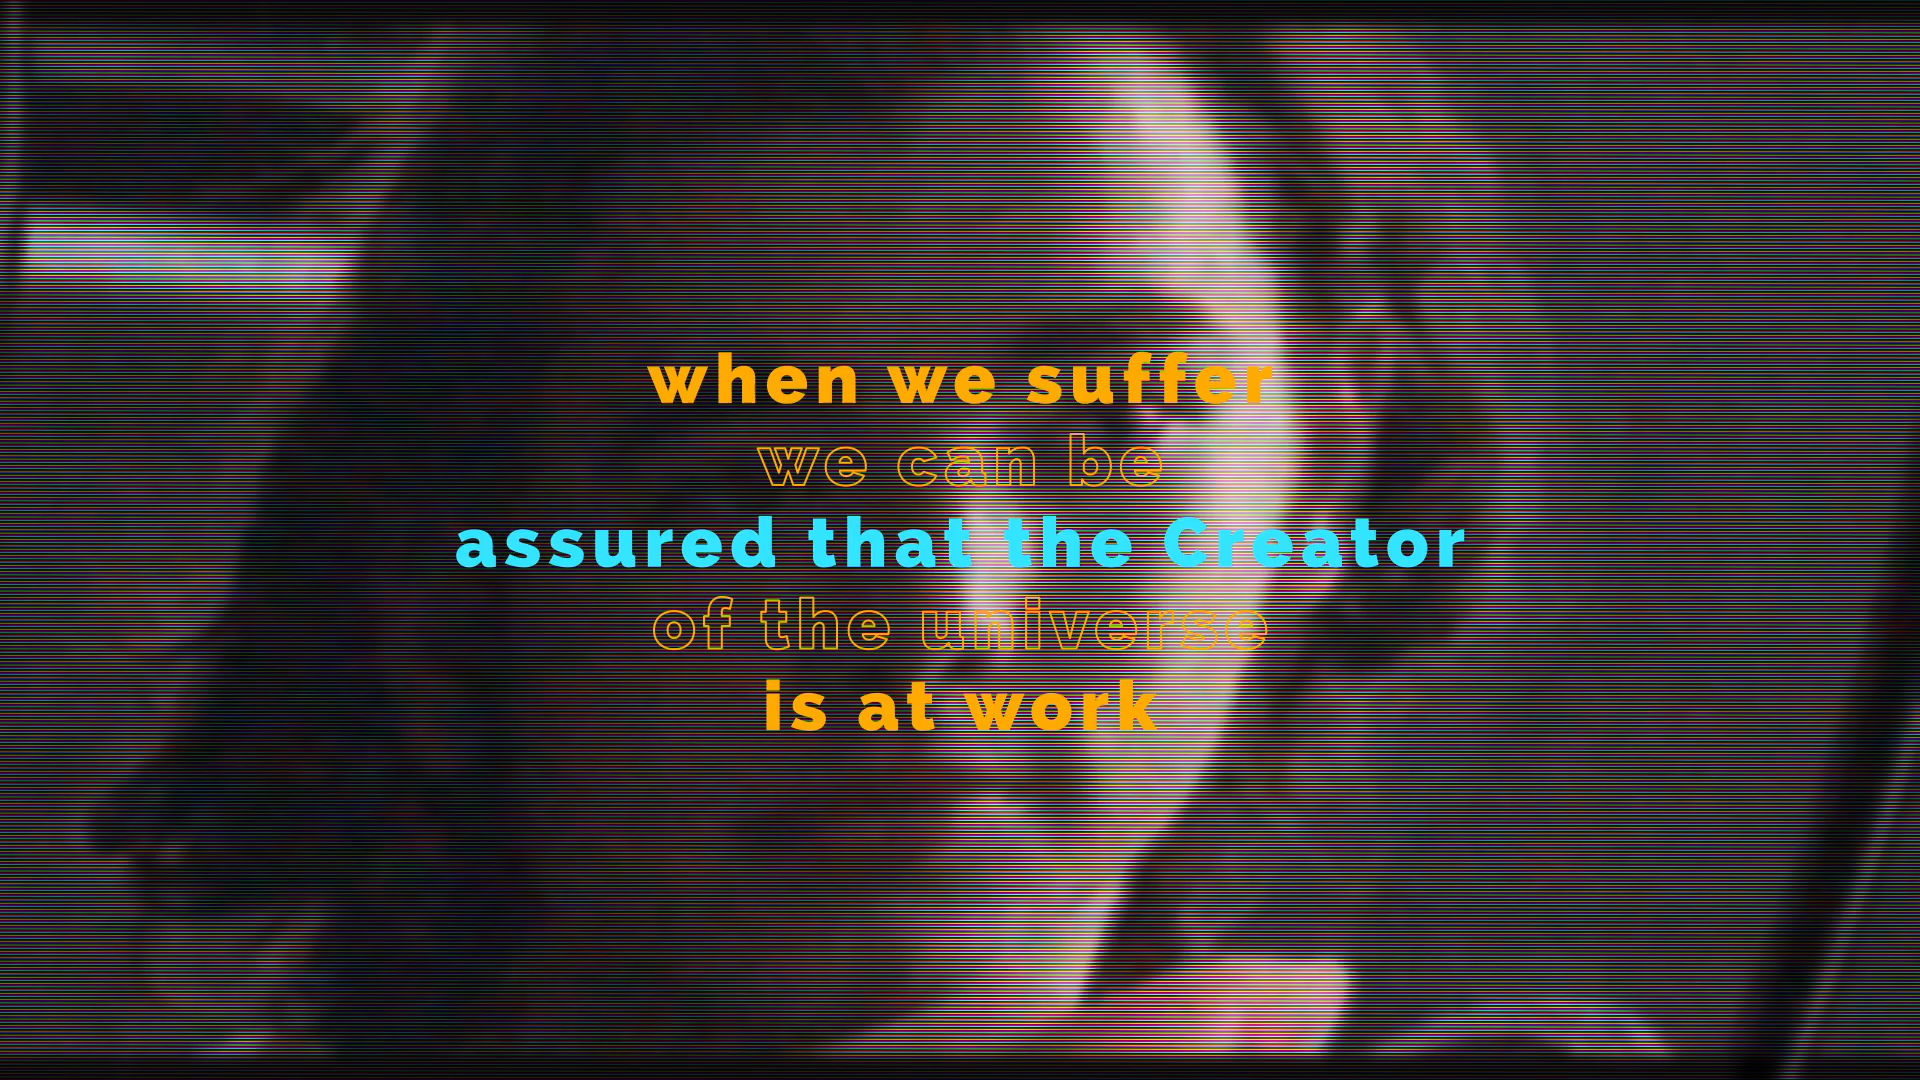 when we suffer
we can be
assured that the Creator
of the universe
is at work